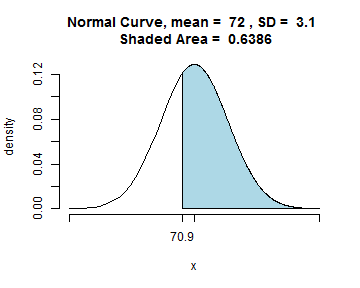 Normal Curve, mean =  72 , SD =  3.1
Shaded Area =  0.6386
density
0.12
0.08
0.04
0.00
70.9
x